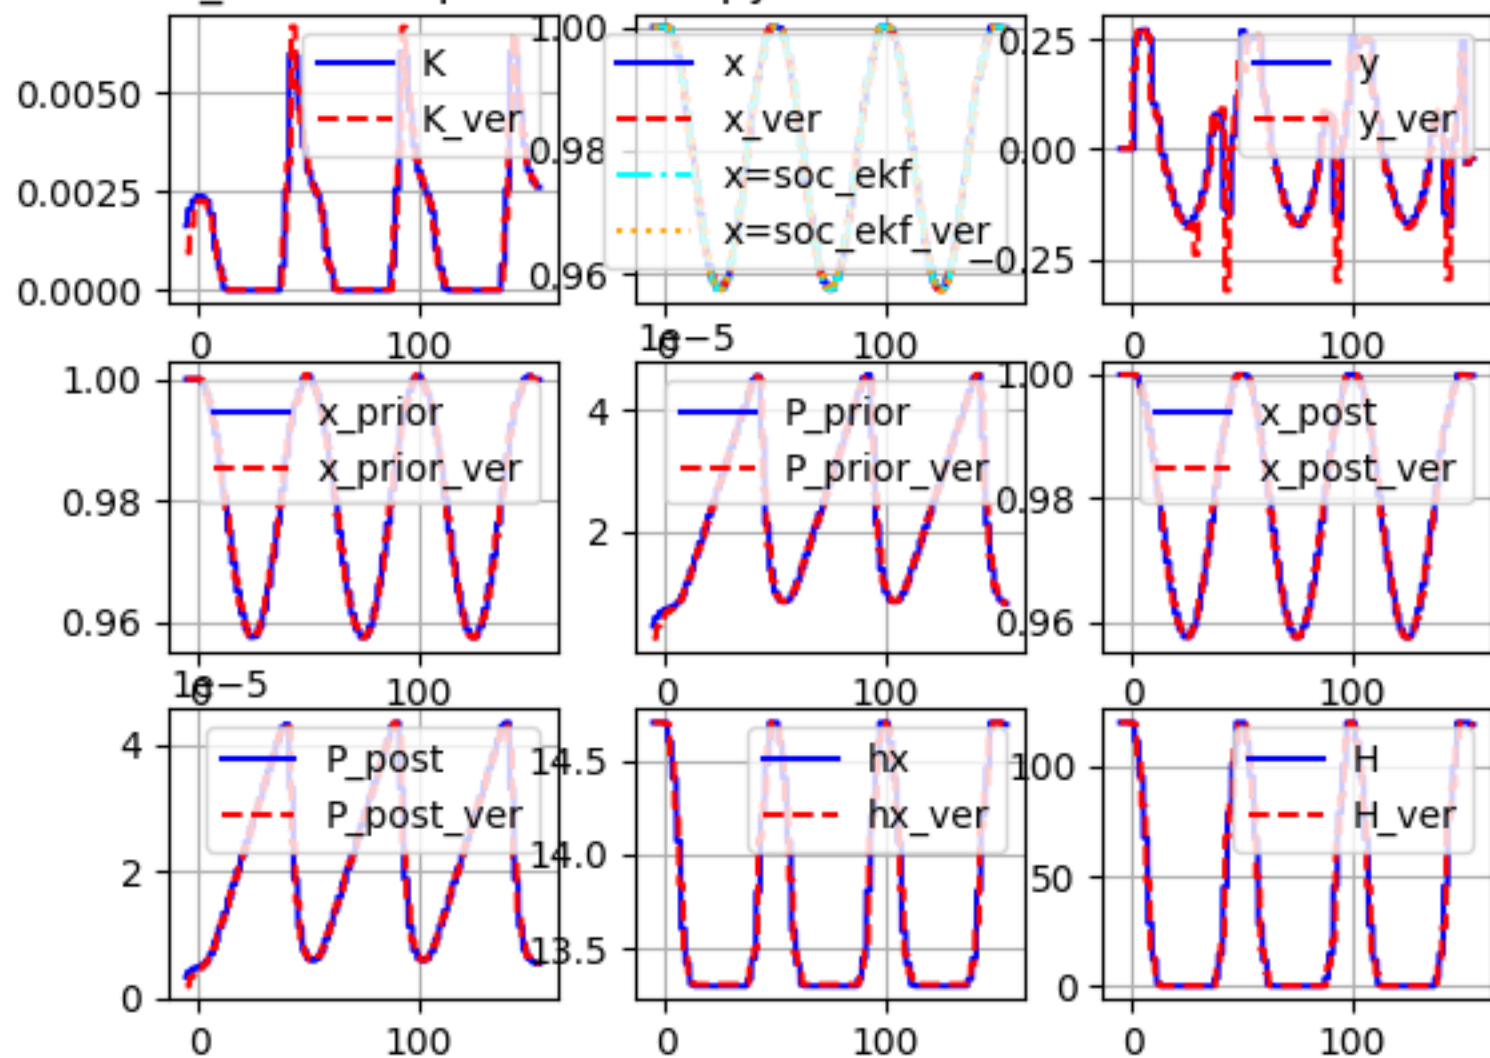 K
K_ver
0.0050
0.0025
0.0000
0 100
x
x_ver
x=soc_ekf
x=soc_ekf_ver
1.00
0.98
0.96
0 100
y
y_ver
0.25
0.00
−0.25
0 100
x_prior
x_prior_ver
1.00
0.98
0.96
0 100
1e−5
P_prior
P_prior_ver
4
2
0 100
x_post
x_post_ver
1.00
0.98
0.96
0 100
1e−5
P_post
P_post_ver
4
2
0
0 100
hx
hx_ver
14.5
14.0
13.5
0 100
H
H_ver
100
50
0
0 100